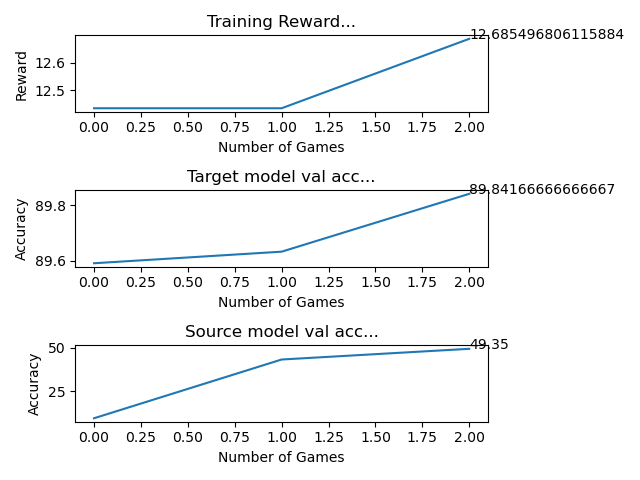 Training Reward...
12.685496806115884
12.6
12.5
Reward
0.00 0.25 0.50 0.75 1.00 1.25 1.50 1.75 2.00
Number of Games
Target model val acc...
89.84166666666667
89.8
89.6
Accuracy
0.00 0.25 0.50 0.75 1.00 1.25 1.50 1.75 2.00
Number of Games
Source model val acc...
49.35
50
25
Accuracy
0.00 0.25 0.50 0.75 1.00 1.25 1.50 1.75 2.00
Number of Games